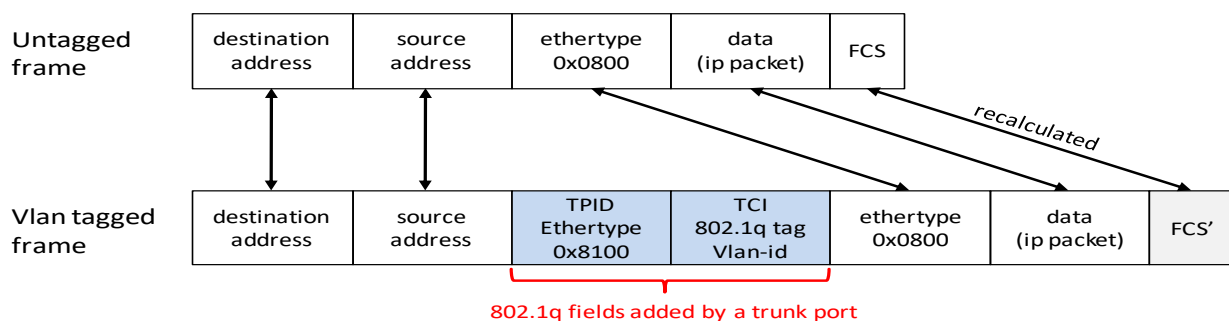 Untagged
frame
destination
address
source
address
ethertype
0x0800
data
(ip packet)
FCS
recalculated
Vlan tagged
frame
destination
address
source
address
TPID
Ethertype
0x8100
TCI
802.1q tag
Vlan-id
ethertype
0x0800
data
(ip packet)
FCS'
802.1q fields added by a trunk port